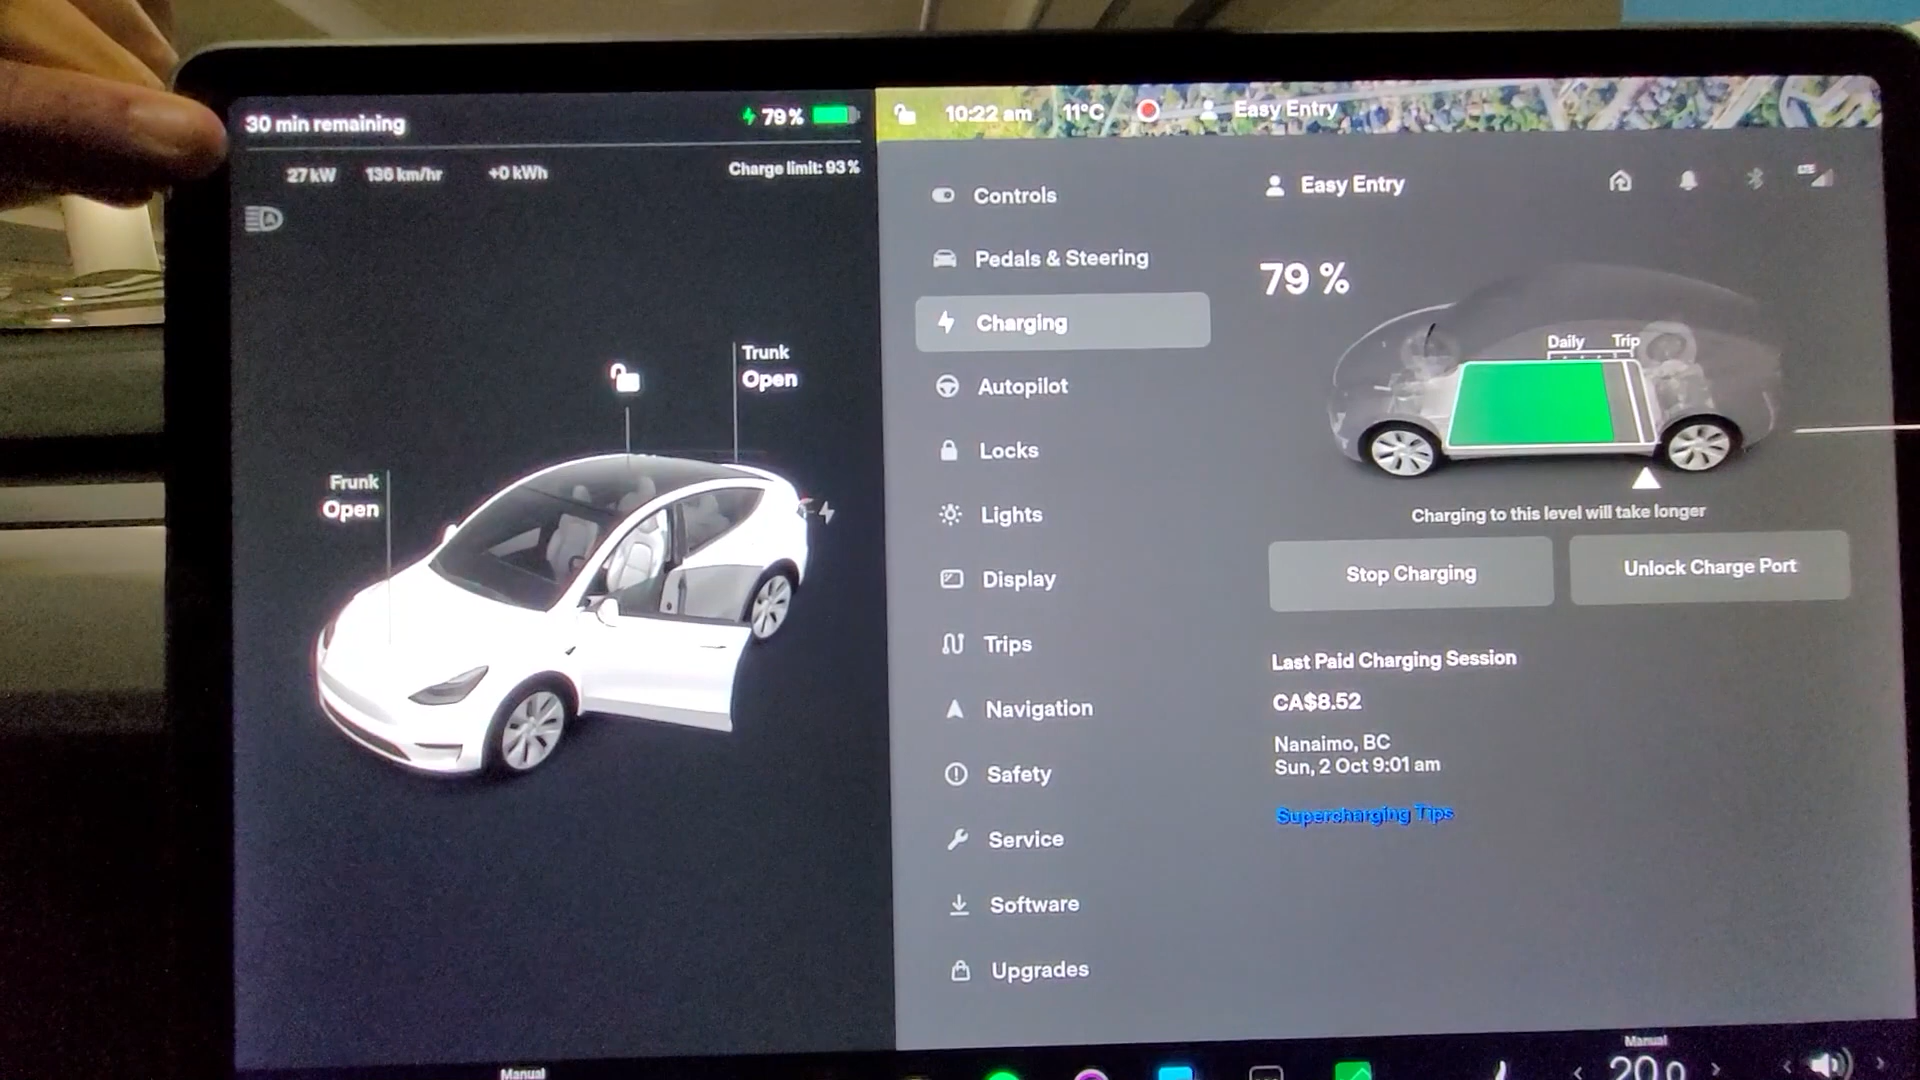 30 min remaining
79 %
27 kW 136 km/hr +0 kWh Charge limit: 93 %
Trunk
Open
Frunk
Open
Manual
10:22 am 11°C Easy Entry
Controls
Pedals & Steering
Charging
Autopilot
Locks
Lights
Display
Trips
Navigation
Safety
Service
Software
Upgrades
Easy Entry
LTE
79 %
Daily Trip
Charging to this level will take longer
Stop Charging
Unlock Charge Port
Last Paid Charging Session
CA$8.52
Nanaimo, BC
Sun, 2 Oct 9:01 am
Supercharging Tips
Manual
20.0